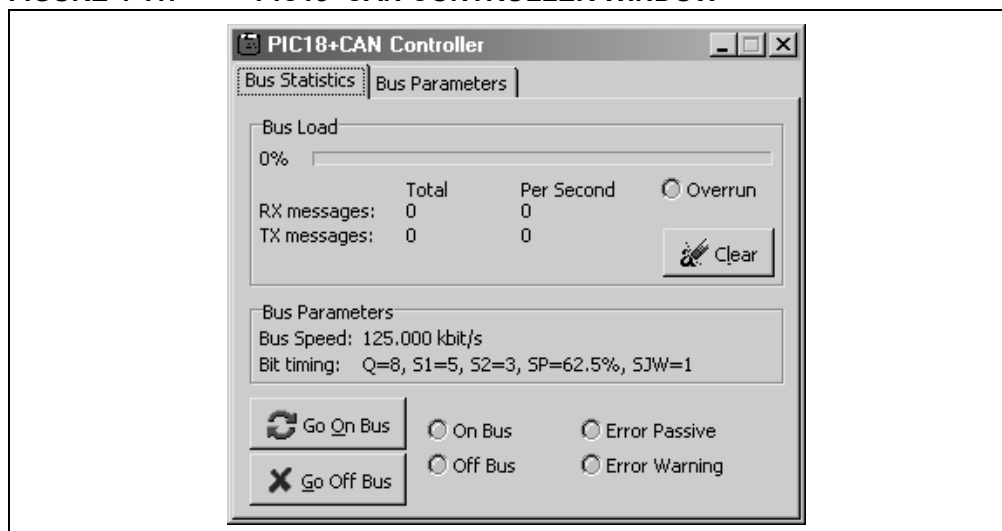 PIC18+CAN Controller
Bus Statistics Bus Parameters
Bus Load
0%
Total Per Second Overrun
RX messages: 0 0
TX messages: 0 0
Clear
Bus Parameters
Bus Speed: 125.000 kbit/s
Bit timing: Q=8, S1=5, S2=3, SP=62.5%, SJW=1
Go On Bus On Bus Error Passive
Go Off Bus Off Bus Error Warning